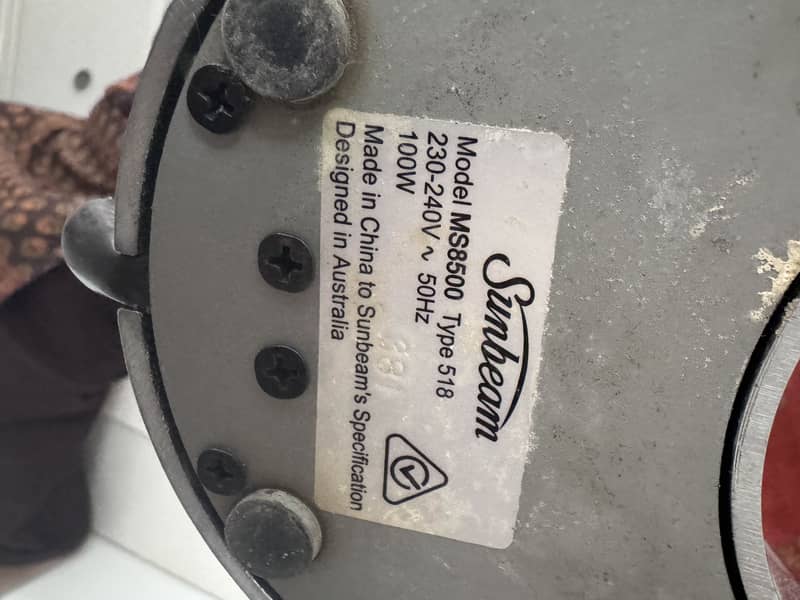 Sunbeam
Model MS8500 Type 518
230-240V ~ 50Hz
100W
Made in China to Sunbeam's Specification
Designed in Australia